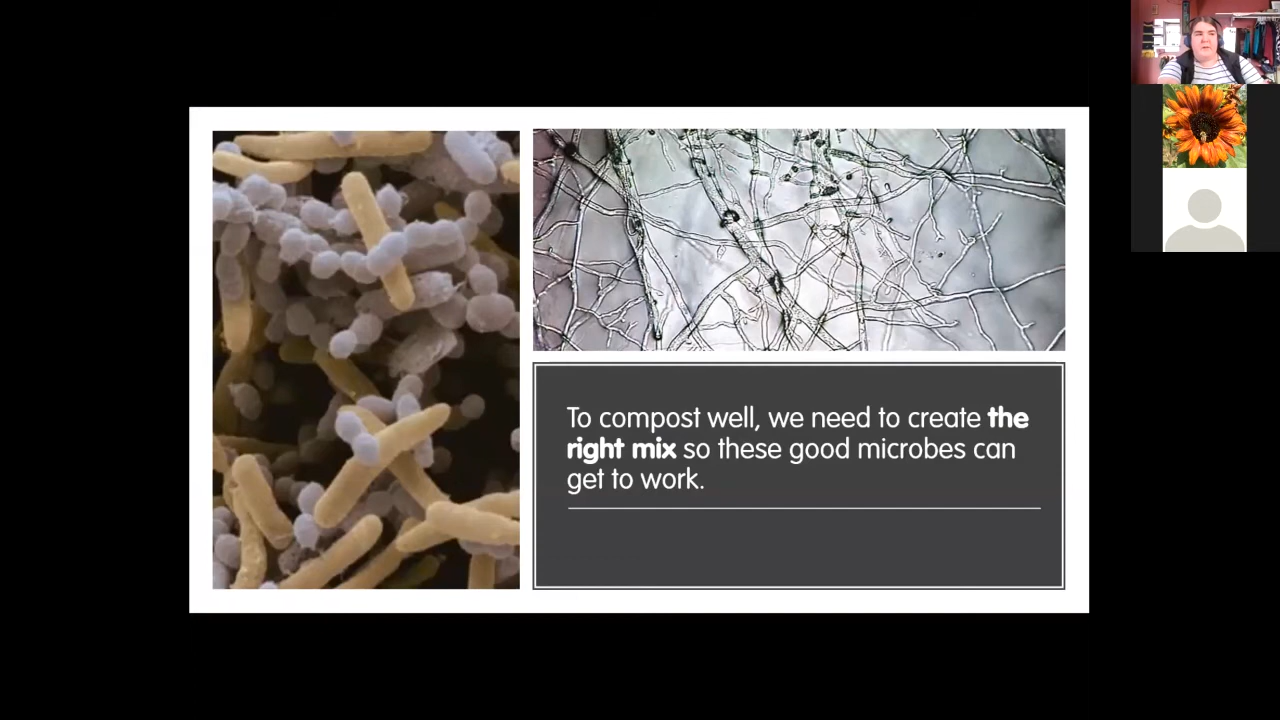 To compost well, we need to create the
right mix so these good microbes can
get to work.